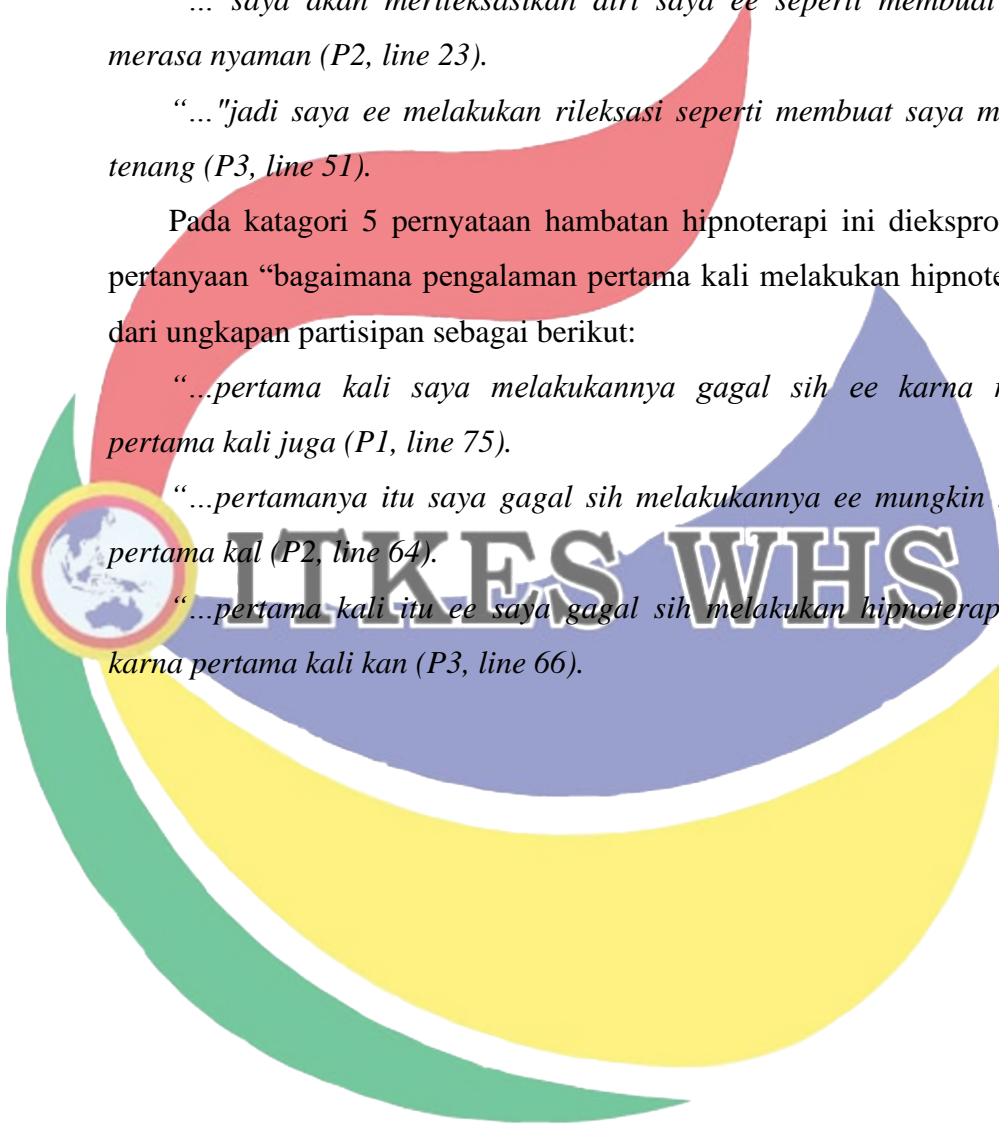 "… saya akan merileksasikan diri saya ee seperti membuat
merasa nyaman (P2, line 23).
“..."jadi saya ee melakukan rileksasi seperti membuat saya m
tenang (P3, line 51).
Pada katagori 5 pernyataan hambatan hipnoterapi ini diekspro
pertanyaan “bagaimana pengalaman pertama kali melakukan hipnote
dari ungkapan partisipan sebagai berikut:
“...pertama kali saya melakukannya gagal sih ee karna
pertama kali juga (P1, line 75).
“...pertamanya itu saya gagal sih melakukannya ee mungkin
pertama kal (P2, line 64).
“...pertama kali itu ee saya gagal sih melakukan hipnoterap
karna pertama kali kan (P3, line 66).
ITKES WHS